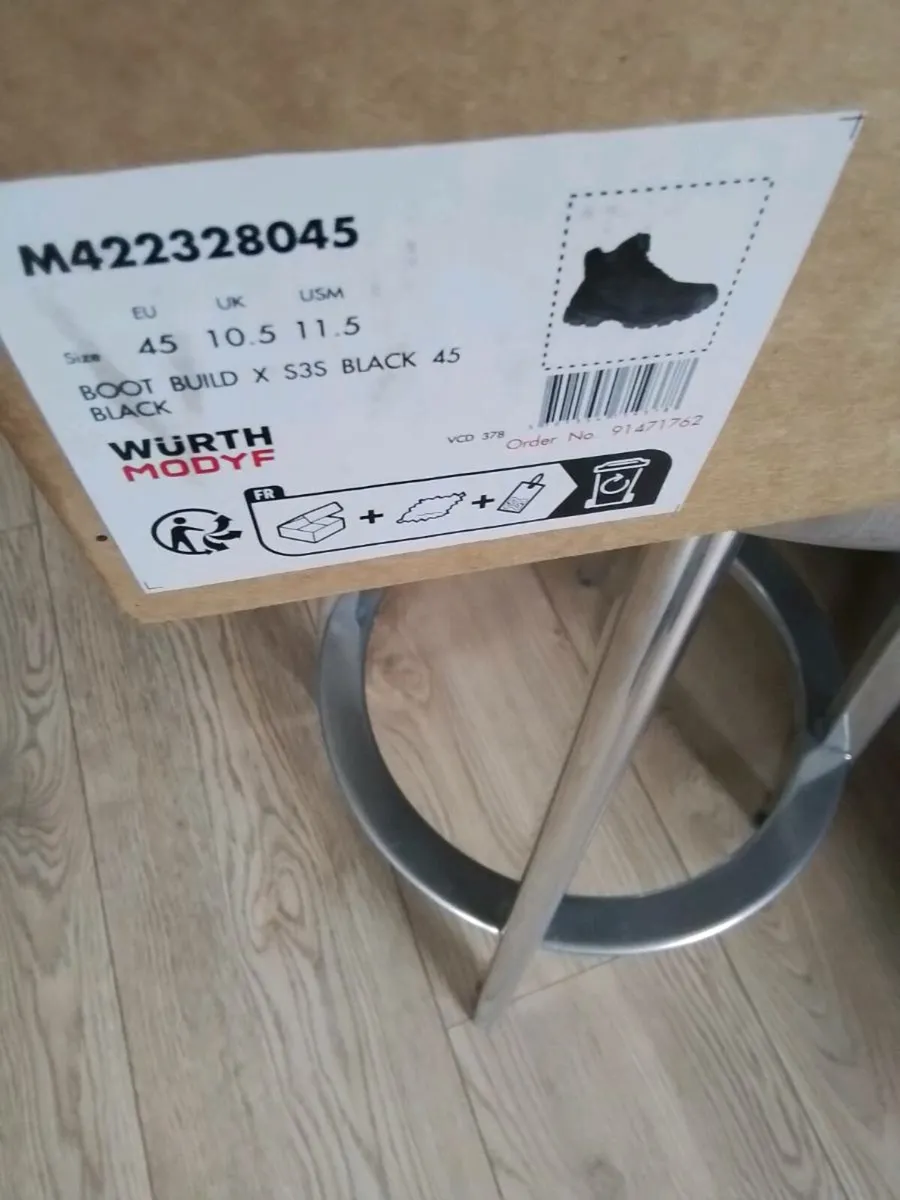 M422328045
EU UK USM
Size 45 10.5 11.5
BOOT BUILD X S3S BLACK 45
BLACK
WÜRTH
MODYF
VCD 378
Order No. 91471762
FR